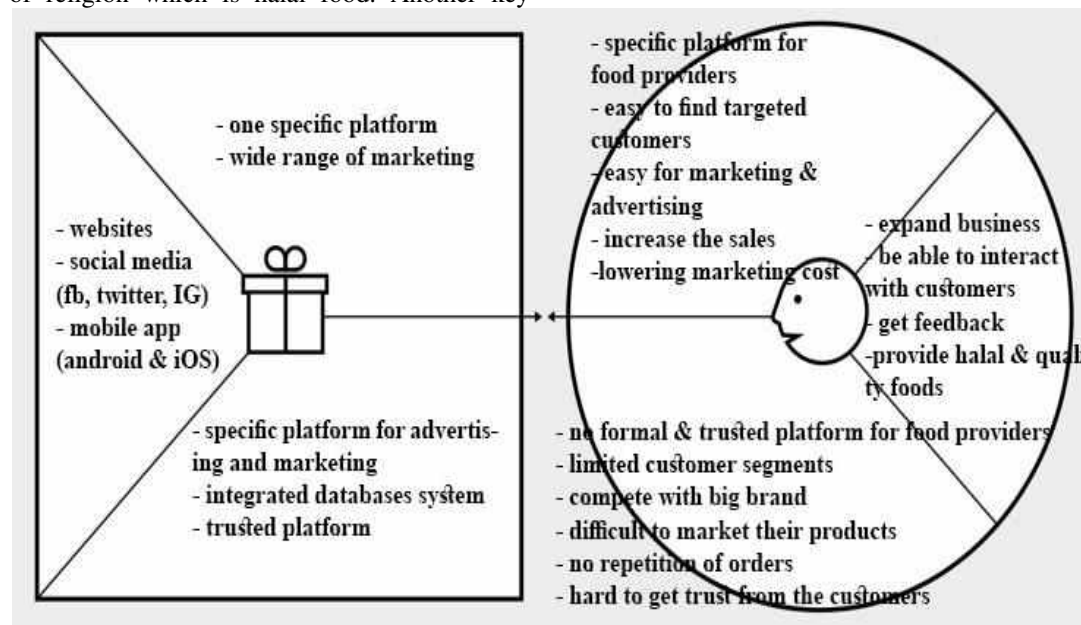 of religion which is halal food. Another key
- one specific platform
- wide range of marketing
- websites
- social media
(fb, twitter, IG)
- mobile app
(android & iOS)
- specific platform for advertis-
ing and marketing
- integrated databases system
- trusted platform
- specific platform for
food providers
- easy to find targeted
customers
- easy for marketing &
advertising
- increase the sales
-lowering marketing cost
- expand business
- be able to interact
with customers
- get feedback
-provide halal & quali
ty foods
- no formal & trusted platform for food providers
- limited customer segments
- compete with big brand
- difficult to market their products
- no repetition of orders
- hard to get trust from the customers